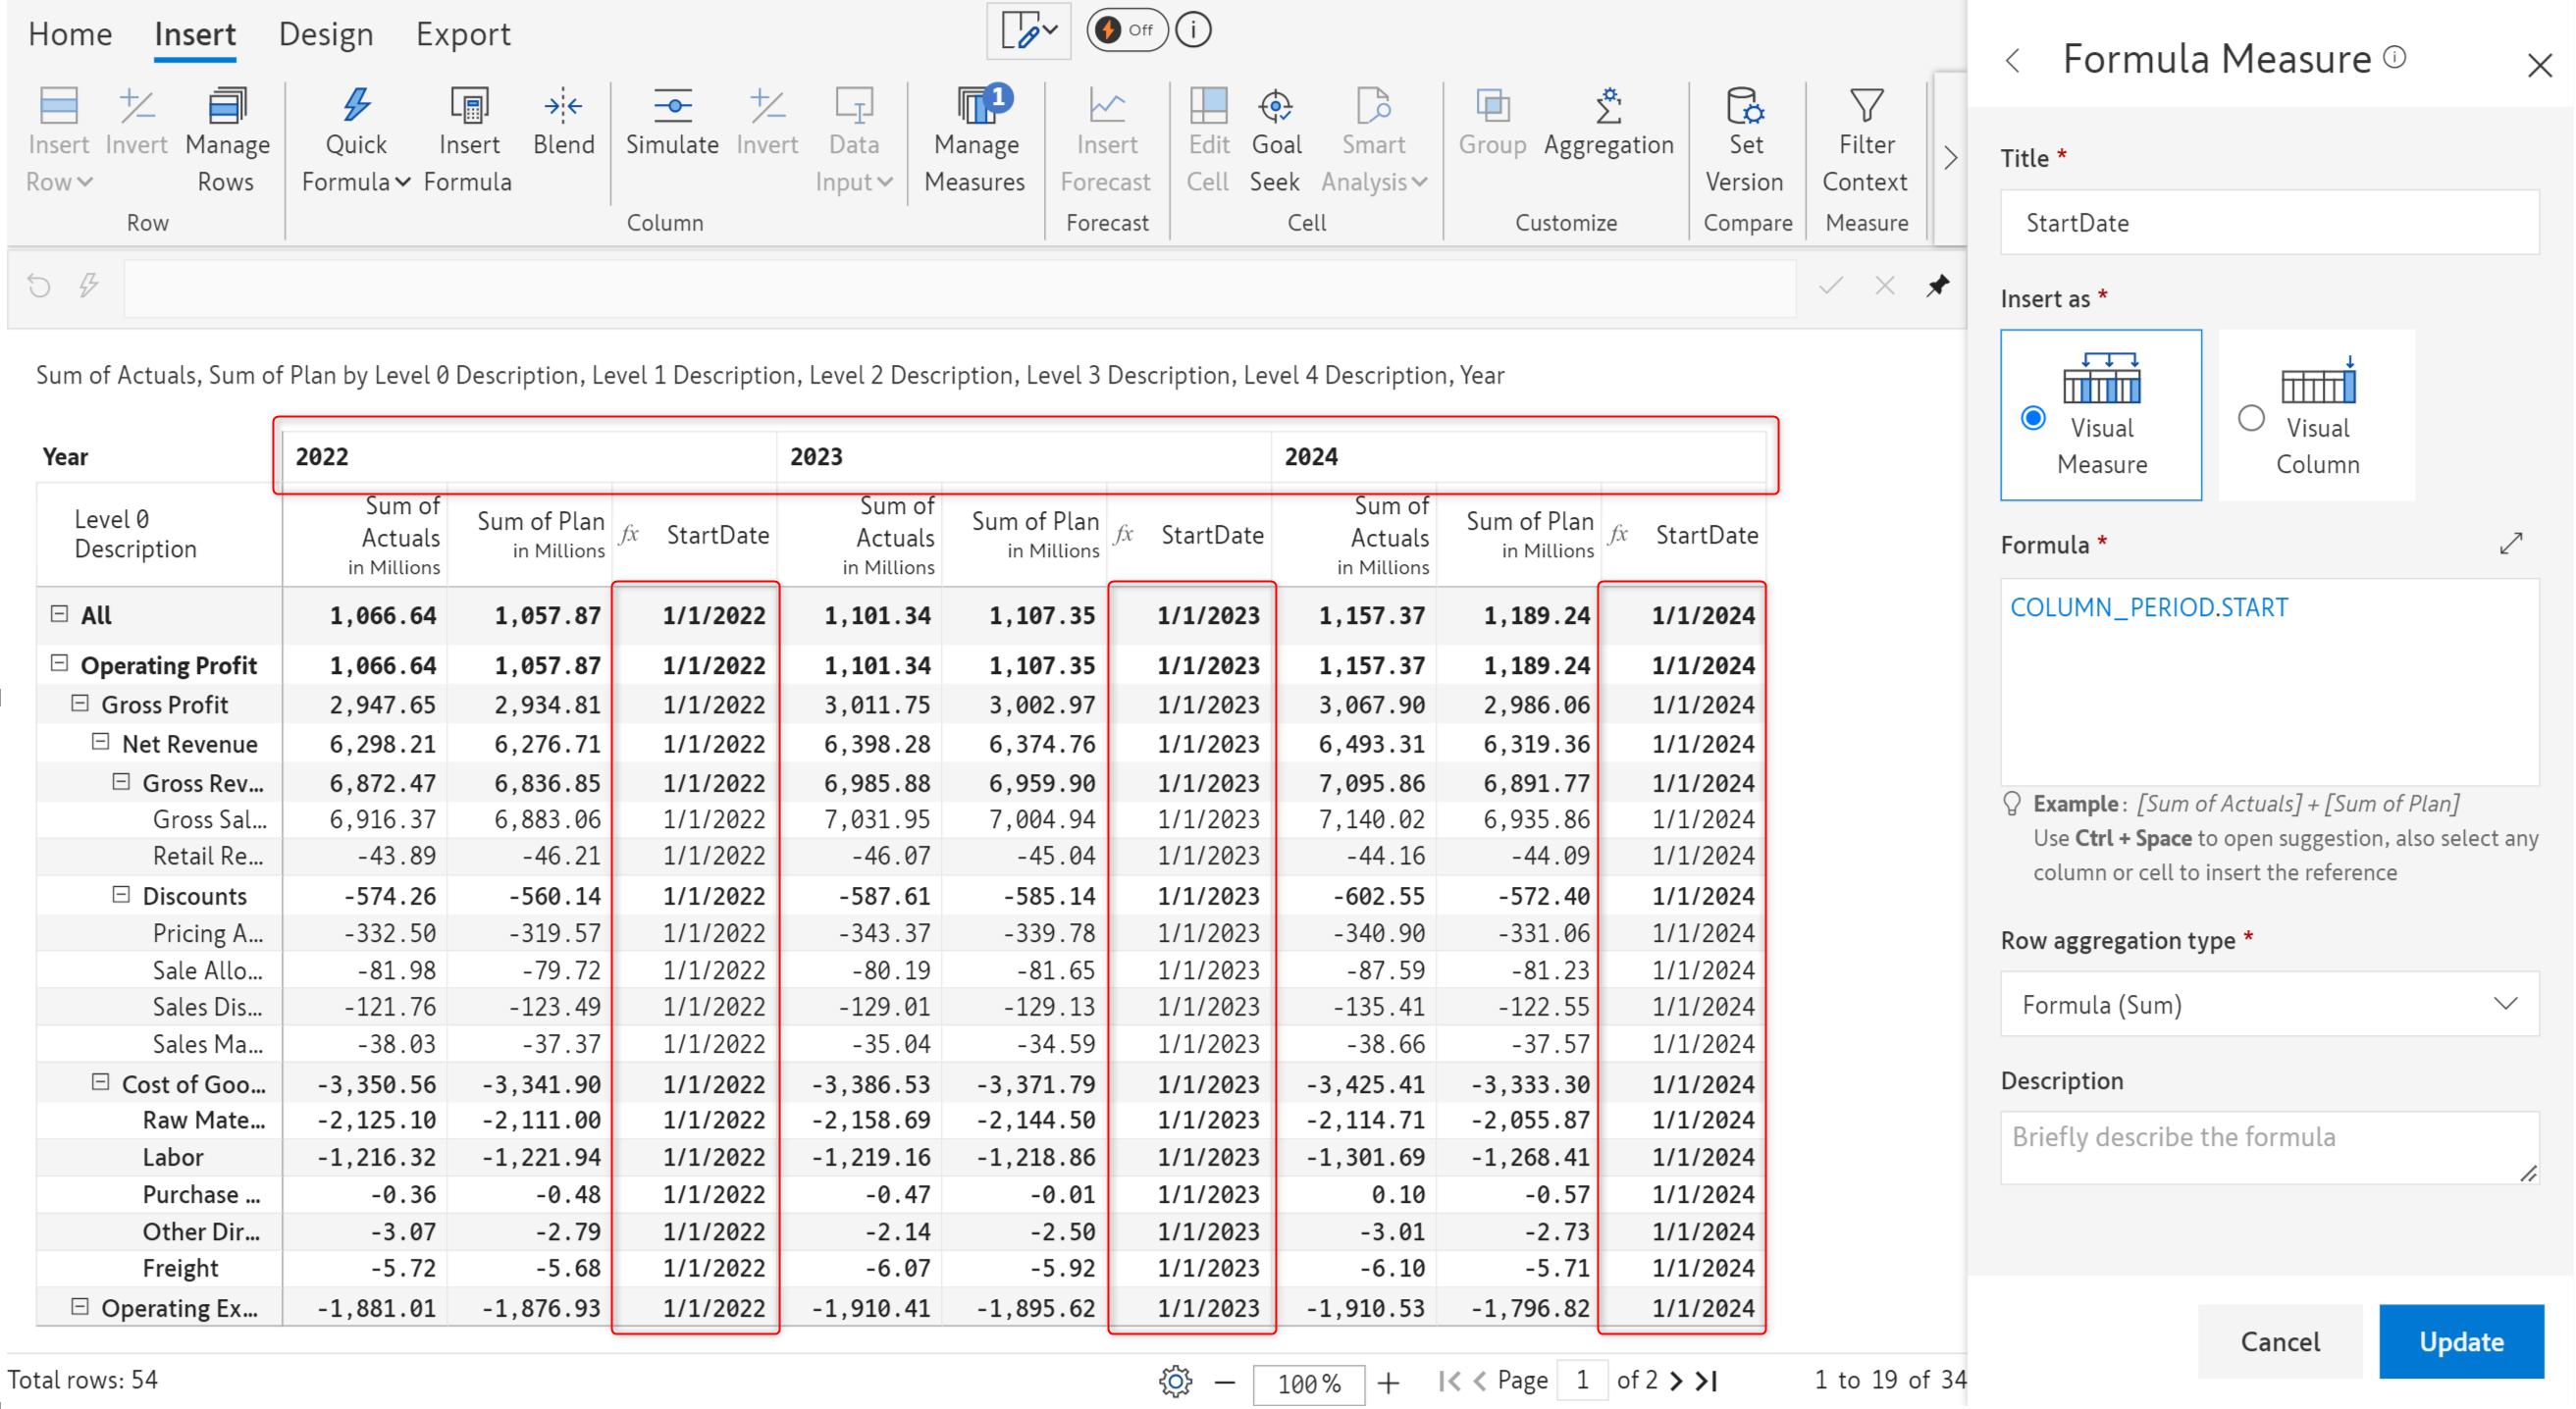 Home Insert Design Export Off
1
Insert Row Invert Manage Rows Quick Formula Insert Formula Blend Simulate Invert Data Input Manage Measures Insert Forecast Edit Cell Goal Seek Smart Analysis Group Aggregation Set Version Filter Context
Row Column Forecast Cell Customize Compare Measure
Sum of Actuals, Sum of Plan by Level 0 Description, Level 1 Description, Level 2 Description, Level 3 Description, Level 4 Description, Year
Year 2022 2023 2024
Level 0 Description Sum of Actuals in Millions Sum of Plan in Millions fx StartDate Sum of Actuals in Millions Sum of Plan in Millions fx StartDate Sum of Actuals in Millions Sum of Plan in Millions fx StartDate
All 1,066.64 1,057.87 1/1/2022 1,101.34 1,107.35 1/1/2023 1,157.37 1,189.24 1/1/2024
Operating Profit 1,066.64 1,057.87 1/1/2022 1,101.34 1,107.35 1/1/2023 1,157.37 1,189.24 1/1/2024
Gross Profit 2,947.65 2,934.81 1/1/2022 3,011.75 3,002.97 1/1/2023 3,067.90 2,986.06 1/1/2024
Net Revenue 6,298.21 6,276.71 1/1/2022 6,398.28 6,374.76 1/1/2023 6,493.31 6,319.36 1/1/2024
Gross Rev... 6,872.47 6,836.85 1/1/2022 6,985.88 6,959.90 1/1/2023 7,095.86 6,891.77 1/1/2024
Gross Sal... 6,916.37 6,883.06 1/1/2022 7,031.95 7,004.94 1/1/2023 7,140.02 6,935.86 1/1/2024
Retail Re... -43.89 -46.21 1/1/2022 -46.07 -45.04 1/1/2023 -44.16 -44.09 1/1/2024
Discounts -574.26 -560.14 1/1/2022 -587.61 -585.14 1/1/2023 -602.55 -572.40 1/1/2024
Pricing A... -332.50 -319.57 1/1/2022 -343.37 -339.78 1/1/2023 -340.90 -331.06 1/1/2024
Sale Allo... -81.98 -79.72 1/1/2022 -80.19 -81.65 1/1/2023 -87.59 -81.23 1/1/2024
Sales Dis... -121.76 -123.49 1/1/2022 -129.01 -129.13 1/1/2023 -135.41 -122.55 1/1/2024
Sales Ma... -38.03 -37.37 1/1/2022 -35.04 -34.59 1/1/2023 -38.66 -37.57 1/1/2024
Cost of Goo... -3,350.56 -3,341.90 1/1/2022 -3,386.53 -3,371.79 1/1/2023 -3,425.41 -3,333.30 1/1/2024
Raw Mate... -2,125.10 -2,111.00 1/1/2022 -2,158.69 -2,144.50 1/1/2023 -2,114.71 -2,055.87 1/1/2024
Labor -1,216.32 -1,221.94 1/1/2022 -1,219.16 -1,218.86 1/1/2023 -1,301.69 -1,268.41 1/1/2024
Purchase ... -0.36 -0.48 1/1/2022 -0.47 -0.01 1/1/2023 0.10 -0.57 1/1/2024
Other Dir... -3.07 -2.79 1/1/2022 -2.14 -2.50 1/1/2023 -3.01 -2.73 1/1/2024
Freight -5.72 -5.68 1/1/2022 -6.07 -5.92 1/1/2023 -6.10 -5.71 1/1/2024
Operating Ex... -1,881.01 -1,876.93 1/1/2022 -1,910.41 -1,895.62 1/1/2023 -1,910.53 -1,796.82 1/1/2024
Total rows: 54 100% Page 1 of 2 1 to 19 of 34
Formula Measure
Title *
StartDate
Insert as *
Visual Measure
Visual Column
Formula *
COLUMN_PERIOD.START
Example: [Sum of Actuals] + [Sum of Plan]
Use Ctrl + Space to open suggestion, also select any
column or cell to insert the reference
Row aggregation type *
Formula (Sum)
Description
Briefly describe the formula
Cancel Update